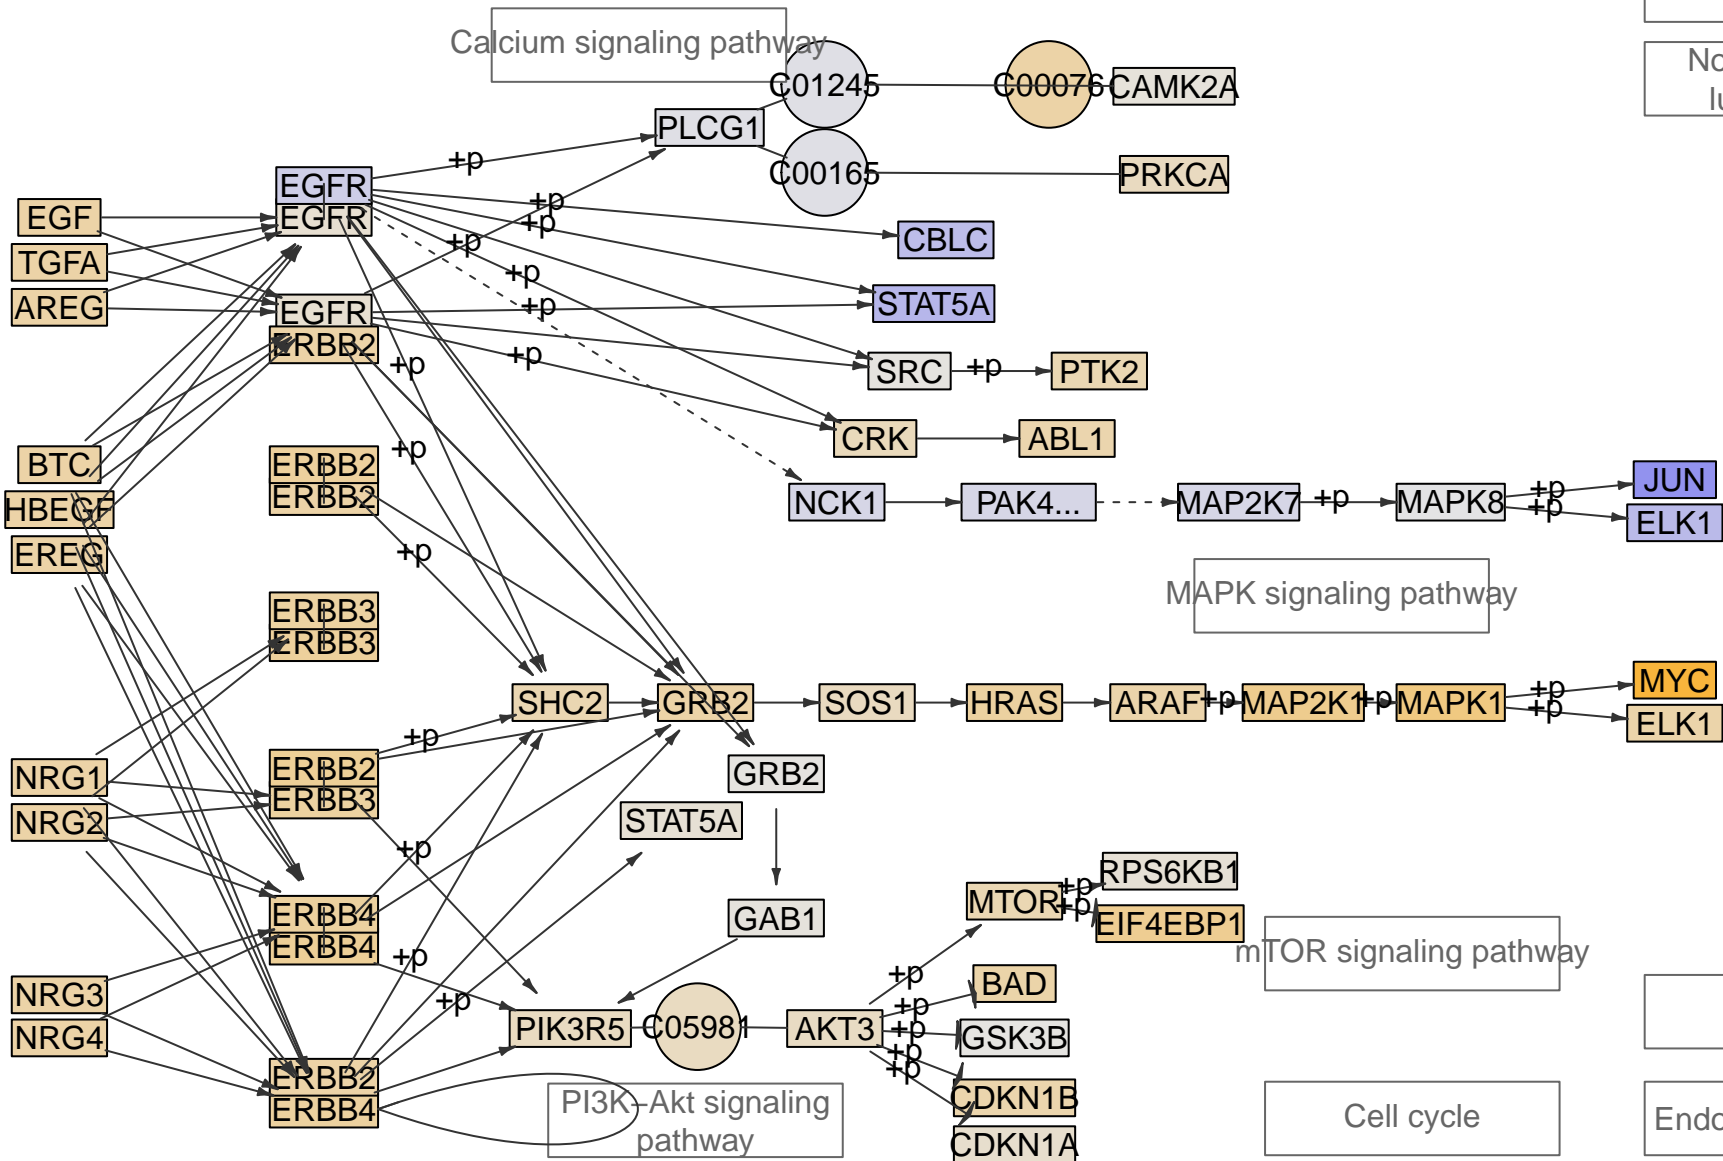 Calcium signaling pathway
No
lu
C01245
C00076
CAMK2A
PLCG1
+p
C00165
PRKCA
EGFR
EGFR
EGF
+p
+p
CBLC
TGFA
+p
+p
AREG
EGFR
+p
STAT5A
ERBB2
+p
+p
SRC
+p
PTK2
CRK
ABL1
BTC
ERBB2
+p
ERBB2
HBEGF
NCK1
PAK4...
MAP2K7
+p
MAPK8
+p
+p
JUN
ELK1
EREG
+p
MAPK signaling pathway
ERBB3
ERBB3
SHC2
GRB2
SOS1
HRAS
ARAF
+p
MAP2K1
+p
MAPK1
+p
+p
MYC
ELK1
+p
NRG1
ERBB2
ERBB3
GRB2
NRG2
STAT5A
+p
RPS6KB1
+p
MTOR
+p
EIF4EBP1
ERBB4
ERBB4
GAB1
+p
mTOR signaling pathway
+p
NRG3
+p
BAD
+p
NRG4
PIK3R5
C05981
AKT3
+p
GSK3B
+p
+p
ERBB2
ERBB4
CDKN1B
CDKN1A
PI3K-Akt signaling
pathway
Cell cycle
Endo